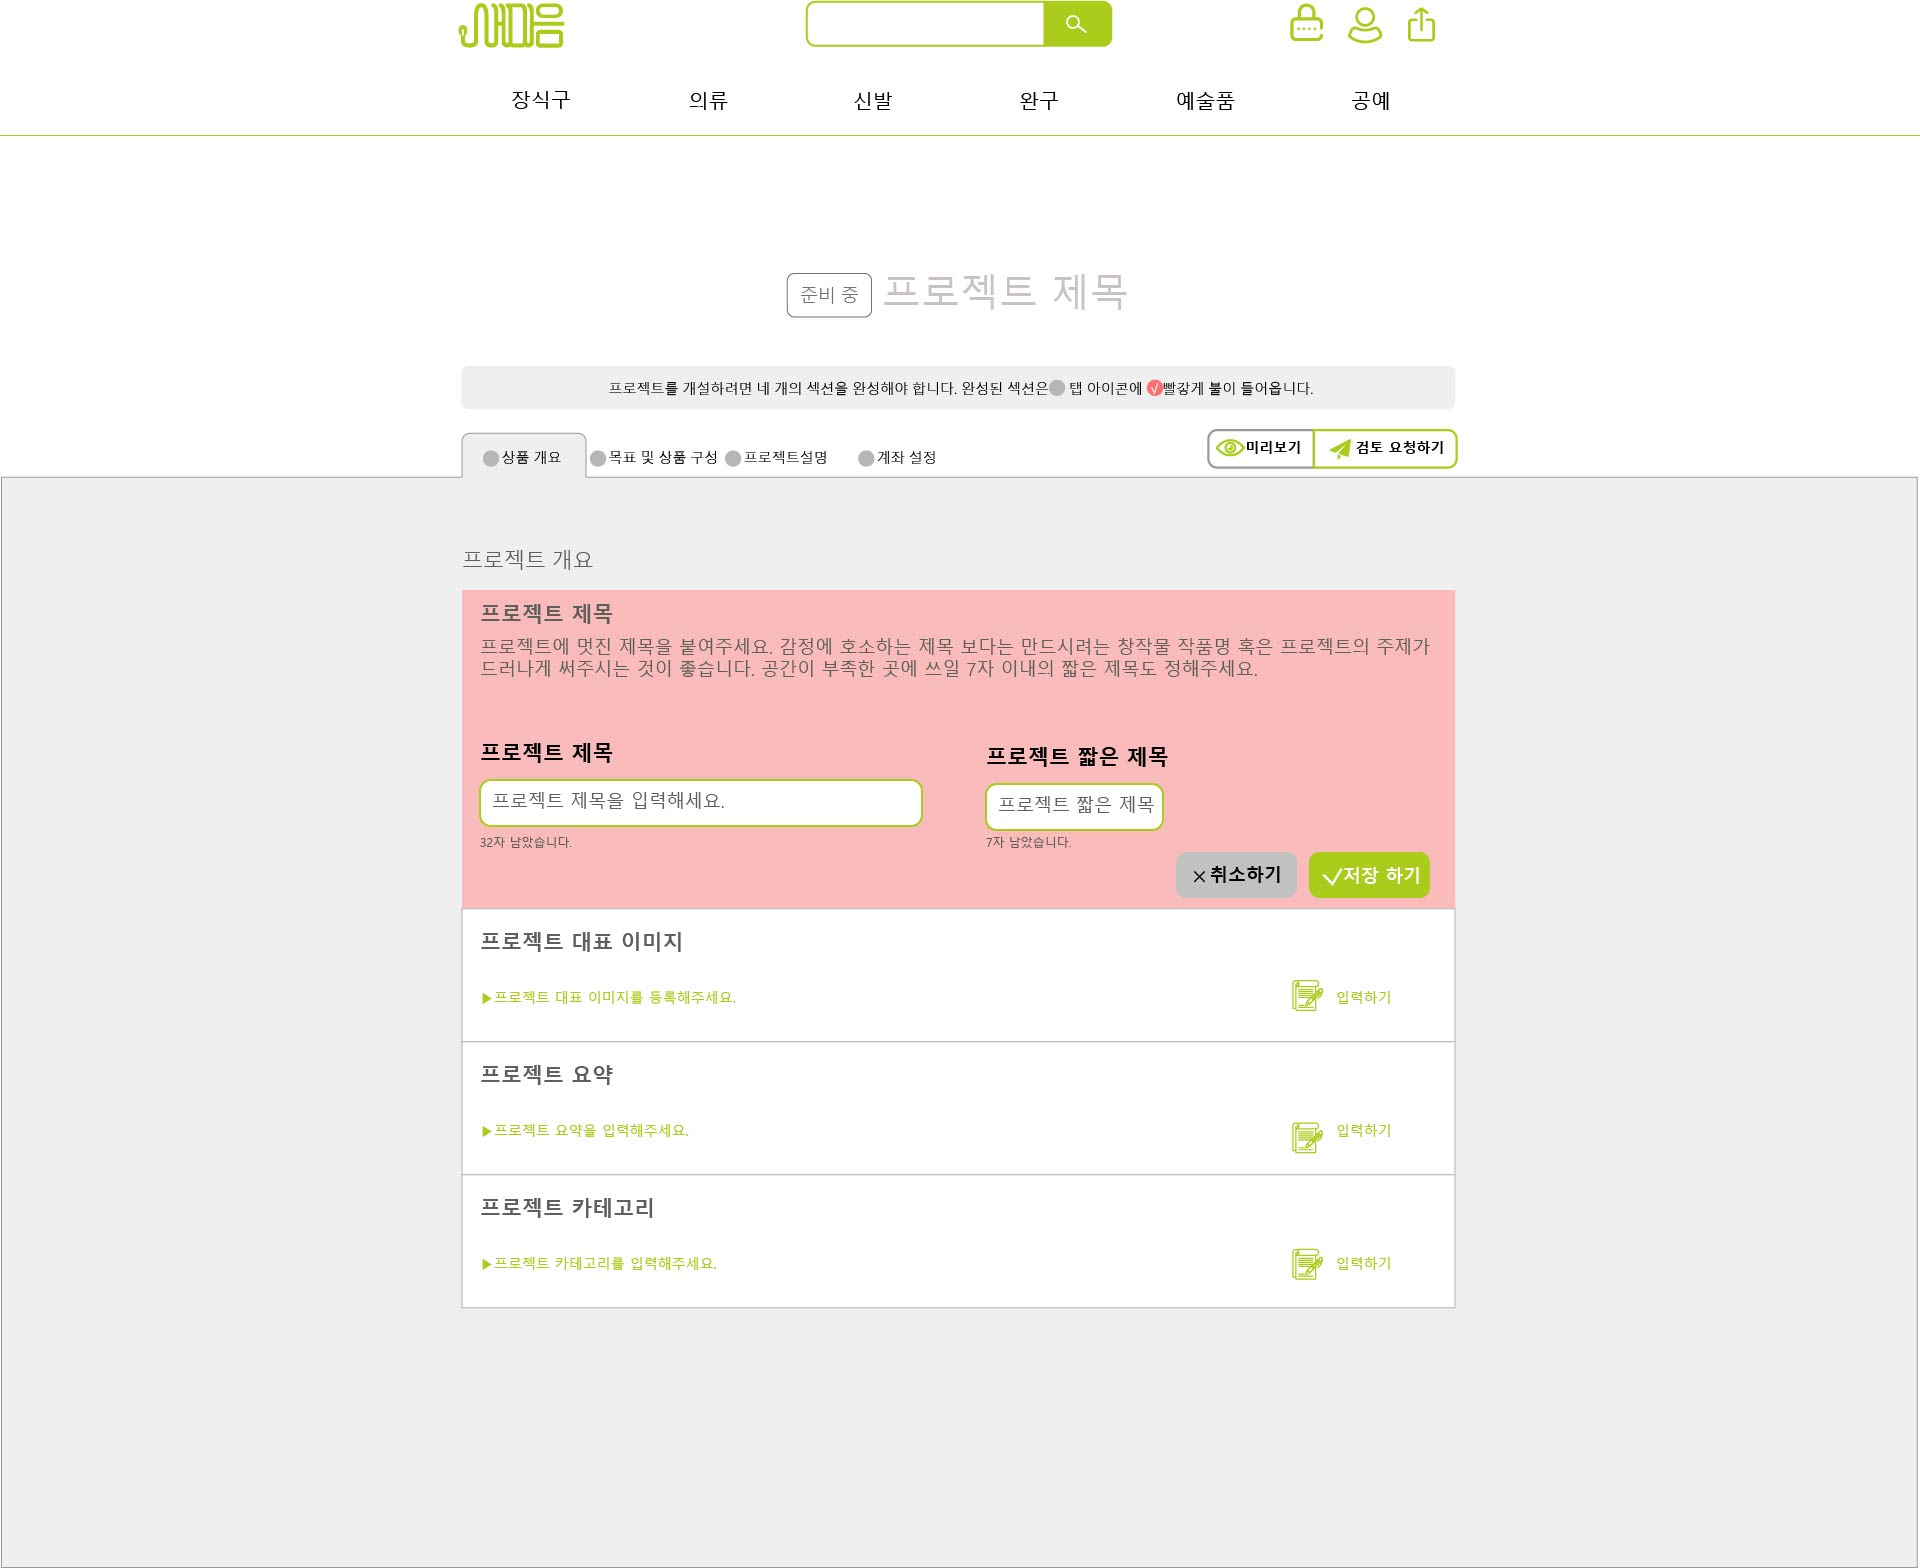 새마음
장식구 의류 신발 완구 예술품 공예
준비 중 프로젝트 제목
프로젝트를 개설하려면 네 개의 섹션을 완성해야 합니다. 완성된 섹션은 탭 아이콘에 √빨갛게 불이 들어옵니다.
상품 개요 목표 및 상품 구성 프로젝트설명 계좌 설정 미리보기 검토 요청하기
프로젝트 개요
프로젝트 제목
프로젝트에 멋진 제목을 붙여주세요. 감정에 호소하는 제목 보다는 만드시려는 창작물 작품명 혹은 프로젝트의 주제가
드러나게 써주시는 것이 좋습니다. 공간이 부족한 곳에 쓰일 7자 이내의 짧은 제목도 정해주세요.
프로젝트 제목 프로젝트 짧은 제목
프로젝트 제목을 입력해세요. 프로젝트 짧은 제목
32자 남았습니다. 7자 남았습니다.
취소하기 저장 하기
프로젝트 대표 이미지
▶프로젝트 대표 이미지를 등록해주세요. 입력하기
프로젝트 요약
▶프로젝트 요약을 입력해주세요. 입력하기
프로젝트 카테고리
▶프로젝트 카테고리를 입력해주세요. 입력하기